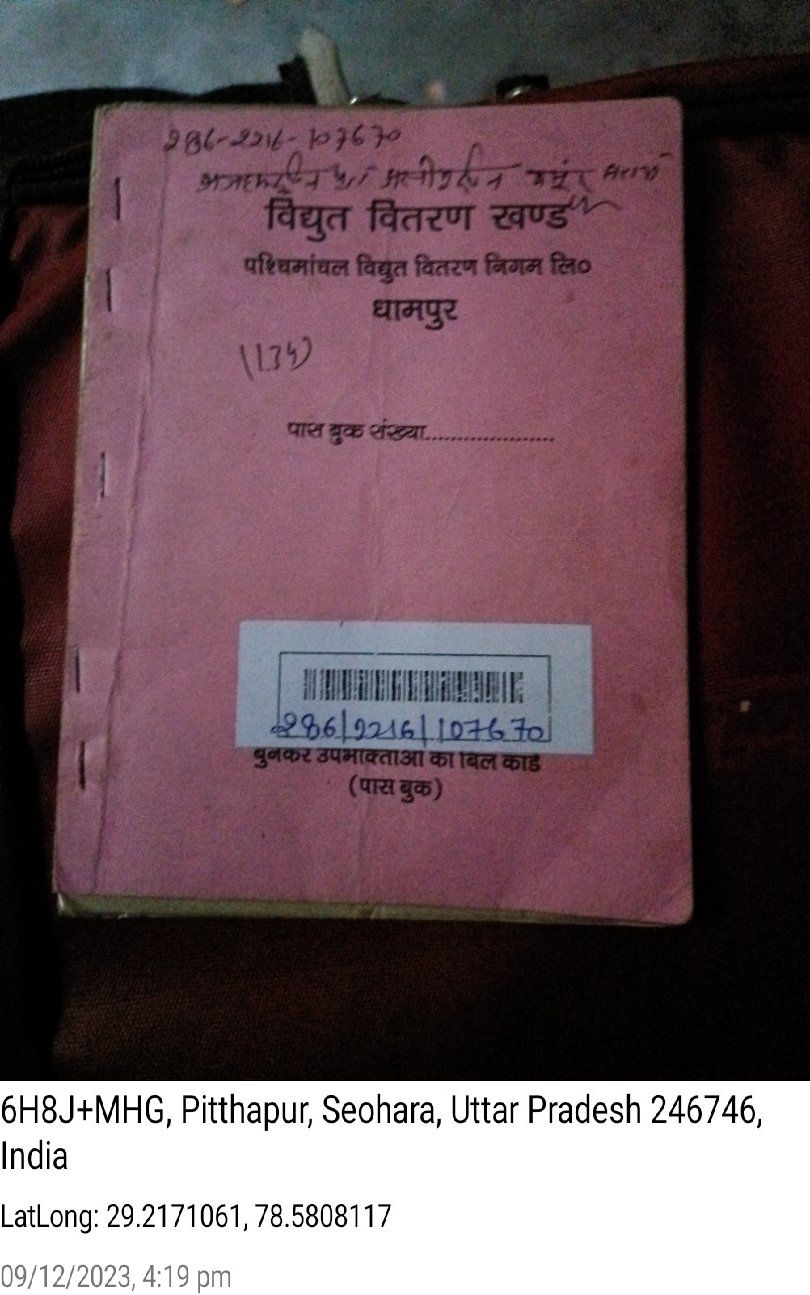 286-2216-107670
विद्युत वितरण खण्ड
पश्चिमांचल विद्युत वितरण निगम लि०
धामपुर
(134)
पास बुक संख्या.....................
286/2216/107670
बुनकर उपभोक्ताओं का बिल कार्ड
(पास बुक)
6H8J+MHG, Pitthapur, Seohara, Uttar Pradesh 246746,
India
LatLong: 29.2171061, 78.5808117
09/12/2023, 4:19 pm